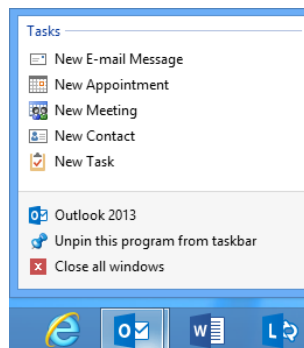 Tasks
New E-mail Message
New Appointment
New Meeting
New Contact
New Task
Outlook 2013
Unpin this program from taskbar
Close all windows